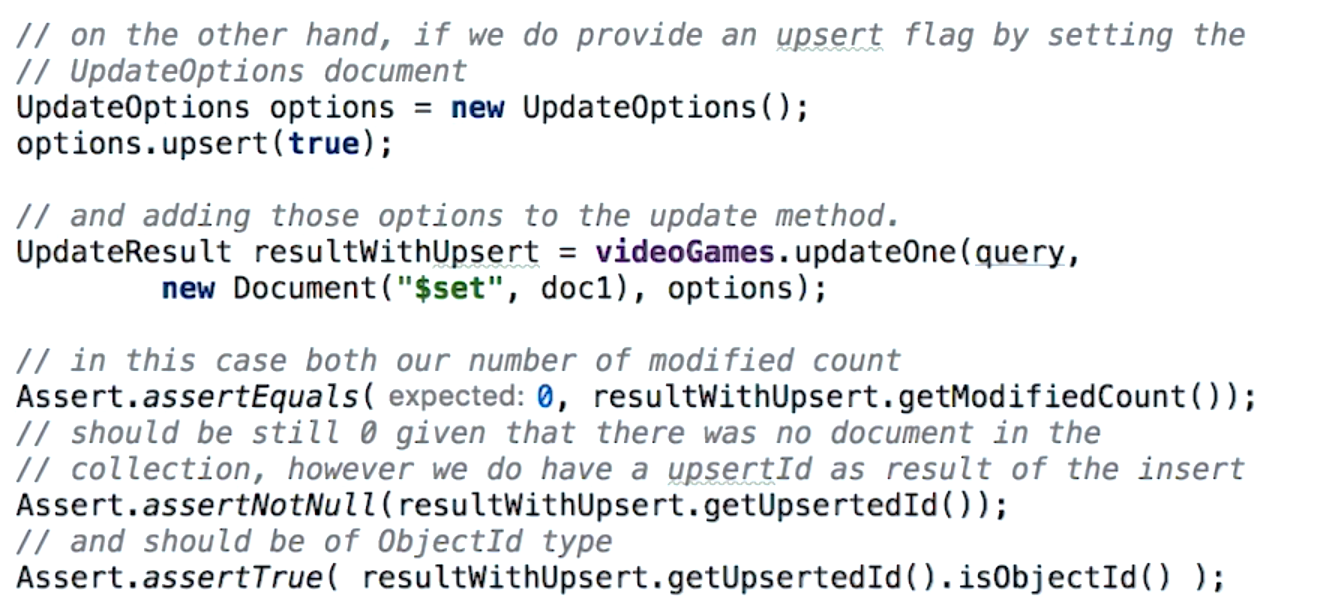 // on the other hand, if we do provide an upsert flag by setting the
// UpdateOptions document
UpdateOptions options = new UpdateOptions();
options.upsert(true);
// and adding those options to the update method.
UpdateResult resultWithUpsert = videoGames.updateOne(query,
new Document("$set", doc1), options);
// in this case both our number of modified count
Assert.assertEquals( expected: 0, resultWithUpsert.getModifiedCount());
// should be still 0 given that there was no document in the
// collection, however we do have a upsertId as result of the insert
Assert.assertNotNull(resultWithUpsert.getUpsertedId());
// and should be of ObjectId type
Assert.assertTrue( resultWithUpsert.getUpsertedId().isObjectId() );